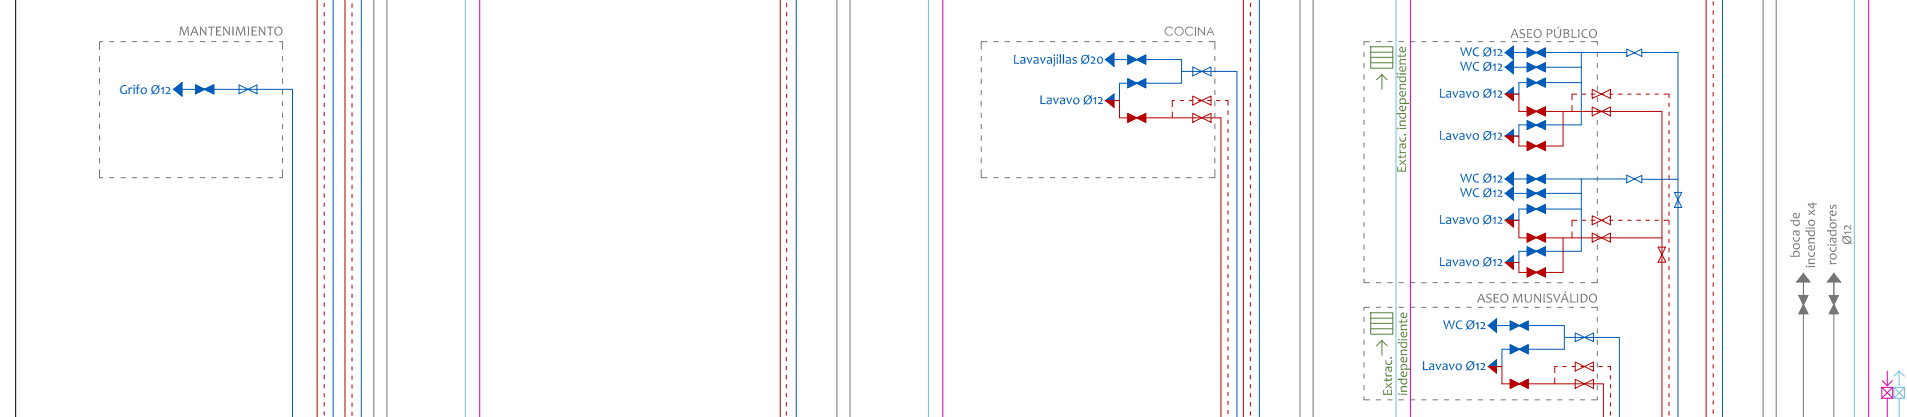 MANTENIMIENTO
Grifo Ø12
COCINA
Lavavajillas Ø20
Lavavo Ø12
ASEO PÚBLICO
Extrac. independiente
WC Ø12
WC Ø12
Lavavo Ø12
Lavavo Ø12
WC Ø12
WC Ø12
Lavavo Ø12
Lavavo Ø12
ASEO MUNISVÁLIDO
Extrac.
independiente
WC Ø12
Lavavo Ø12
boca de
incendio x4
rociadores
Ø12